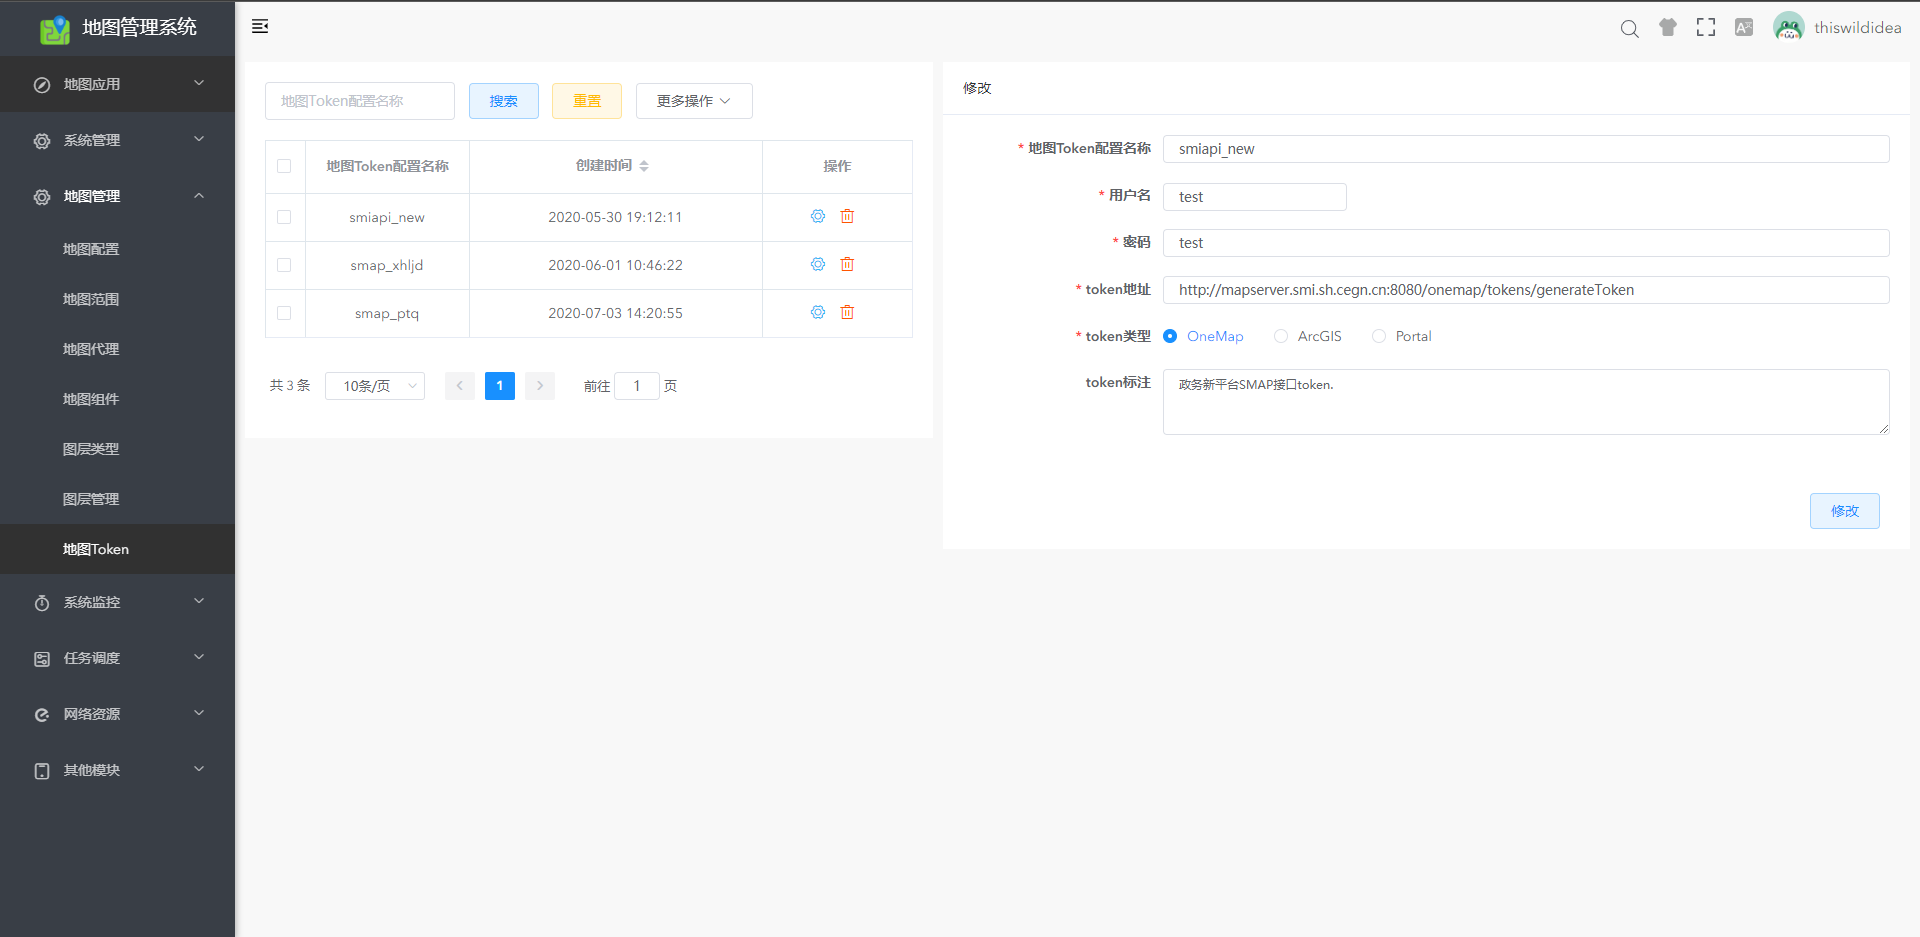 地图管理系统
地图应用
系统管理
地图管理
地图配置
地图范围
地图代理
地图组件
图层类型
图层管理
地图Token
系统监控
任务调度
网络资源
其他模块
thiswildidea
地图Token配置名称
搜索
重置
更多操作
地图Token配置名称 创建时间 操作
smiapi_new 2020-05-30 19:12:11
smap_xhljd 2020-06-01 10:46:22
smap_ptq 2020-07-03 14:20:55
共 3 条 10条/页 1 前往 1 页
修改
* 地图Token配置名称 smiapi_new
* 用户名 test
* 密码 test
* token地址 http://mapserver.smi.sh.cegn.cn:8080/onemap/tokens/generateToken
* token类型 OneMap ArcGIS Portal
token标注 政务新平台SMAP接口token.
修改